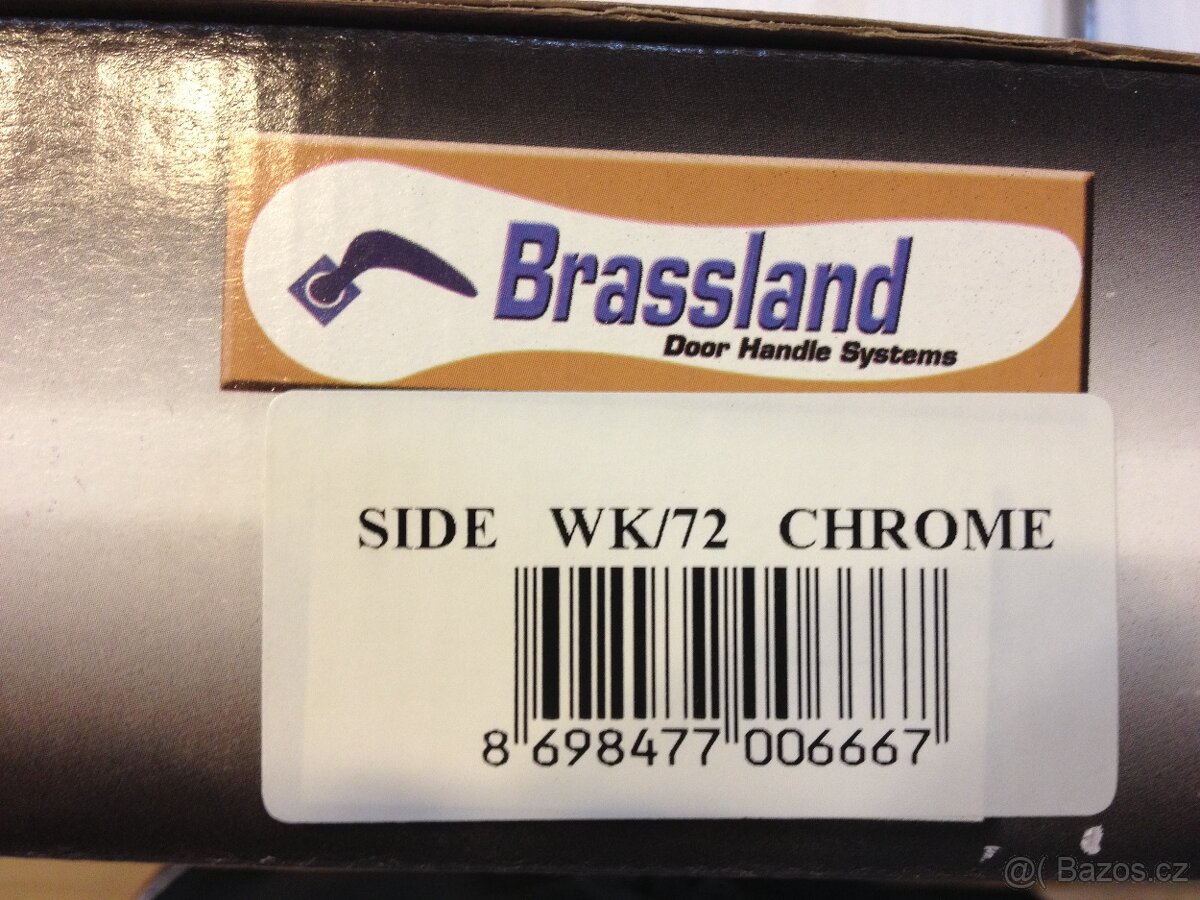 Brassland
Door Handle Systems
SIDE WK/72 CHROME
8 698477 006667
@( Bazos.cz